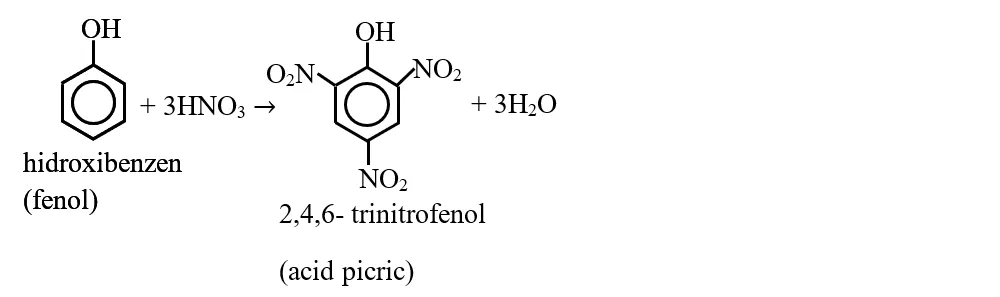 OH OH
O₂N NO₂
+ 3HNO₃ → + 3H₂O
hidroxibenzen
(fenol)
NO₂
2,4,6- trinitrofenol
(acid picric)